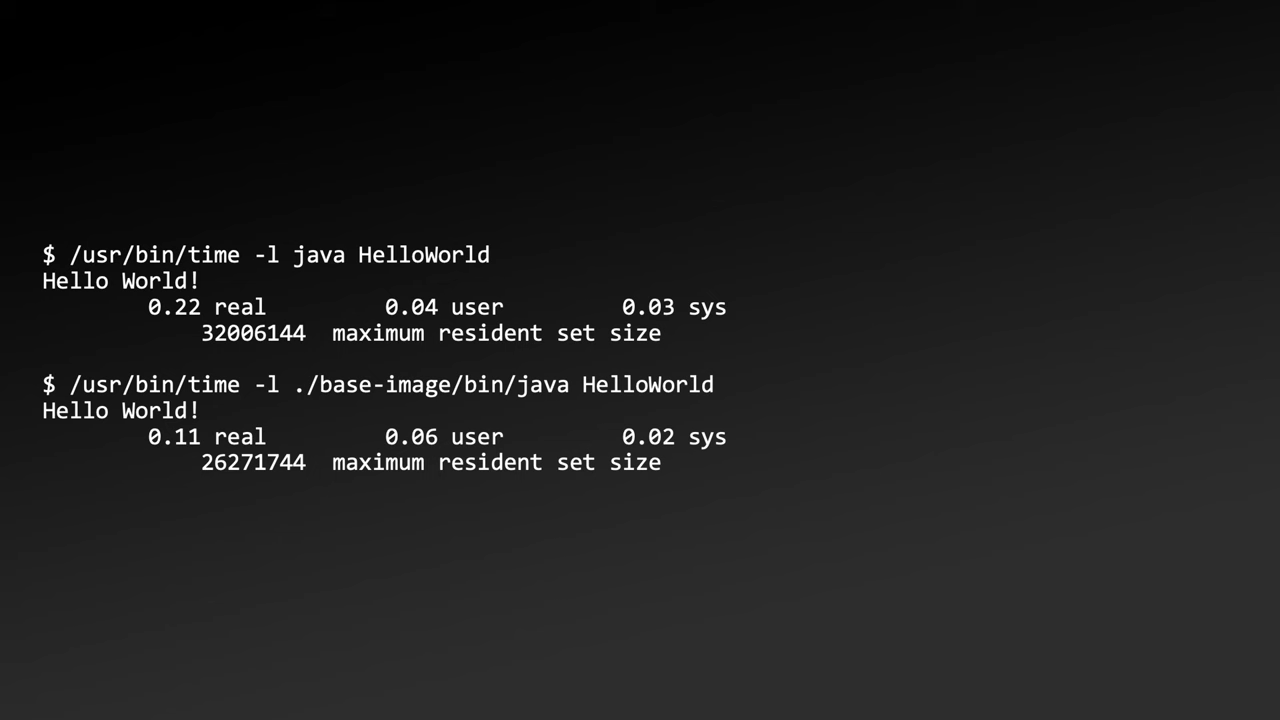 $ /usr/bin/time -l java HelloWorld
Hello World!
0.22 real 0.04 user 0.03 sys
32006144 maximum resident set size
$ /usr/bin/time -l ./base-image/bin/java HelloWorld
Hello World!
0.11 real 0.06 user 0.02 sys
26271744 maximum resident set size